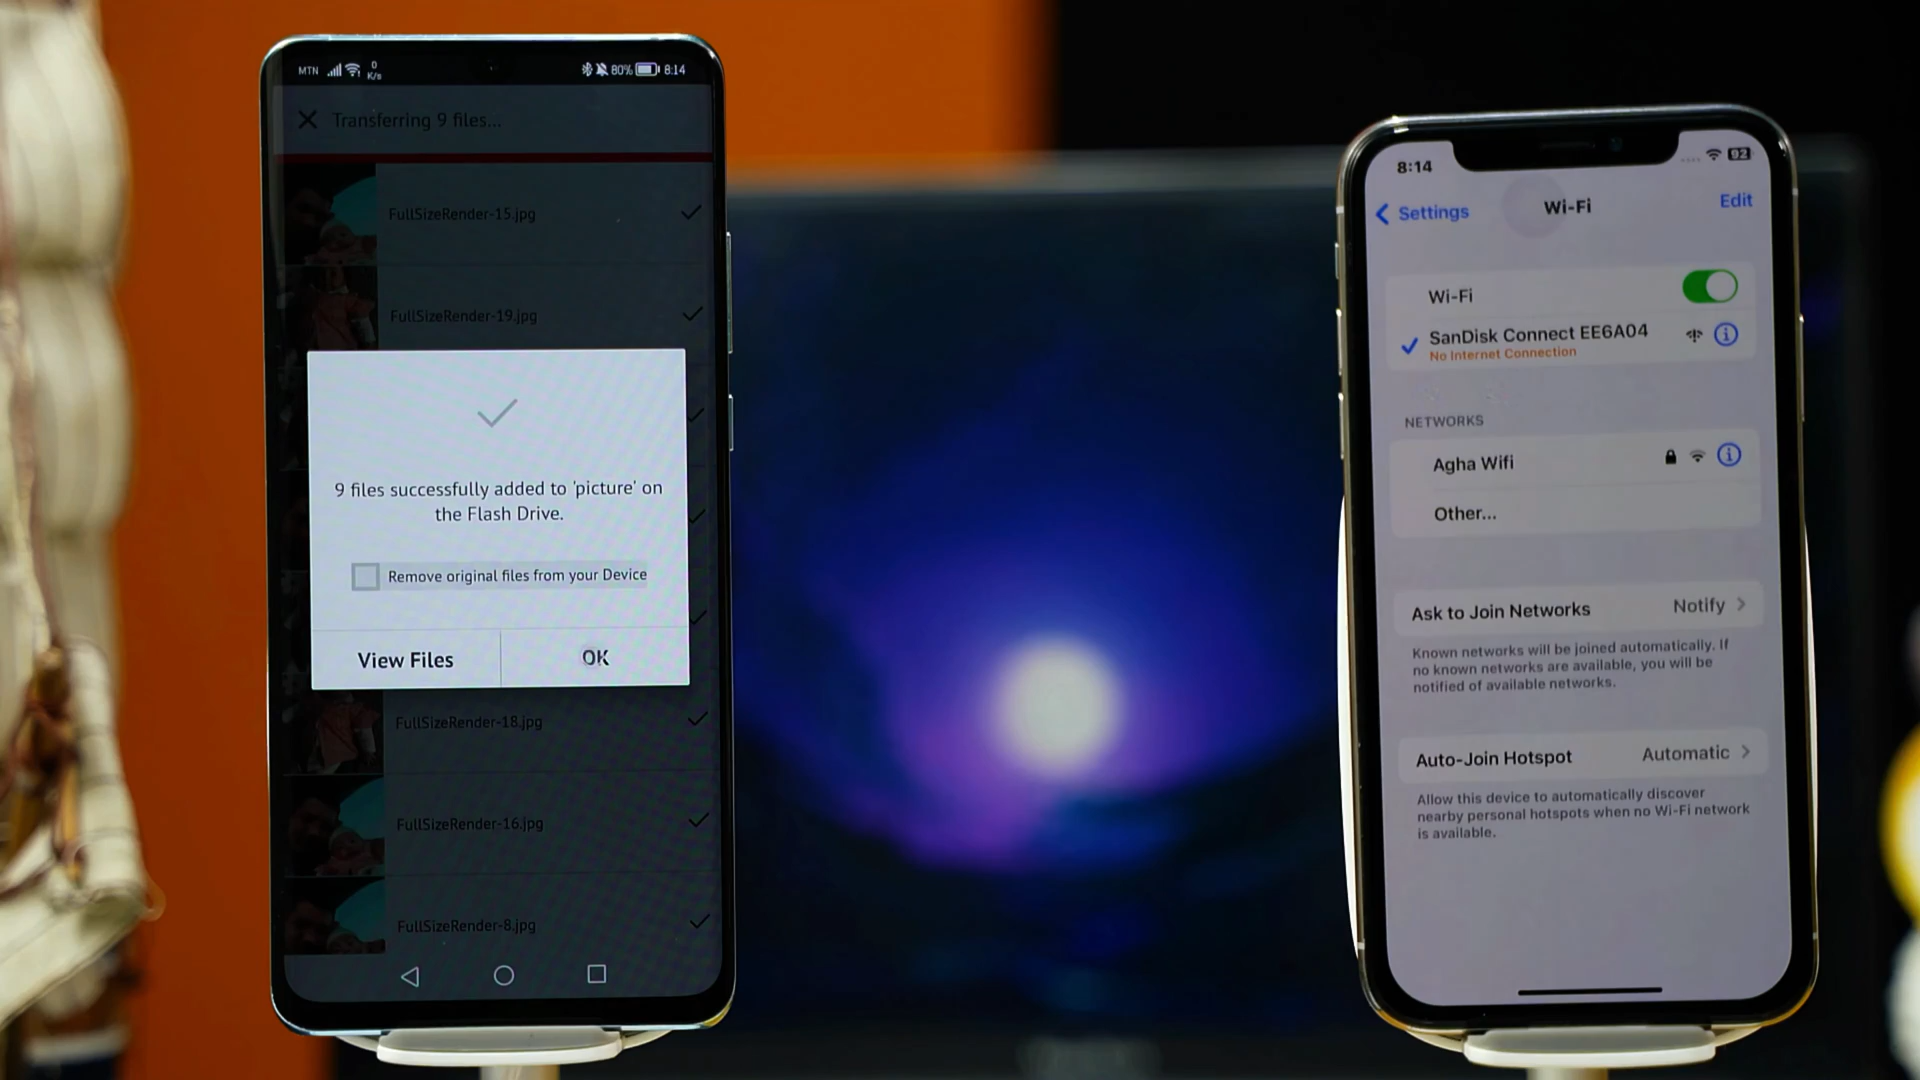 MTN 0 K/s 80% 8:14
Transferring 9 files...
FullSizeRender-15.jpg
FullSizeRender-19.jpg
9 files successfully added to 'picture' on
the Flash Drive.
Remove original files from your Device
View Files OK
FullSizeRender-18.jpg
FullSizeRender-16.jpg
FullSizeRender-8.jpg
8:14 92
Settings Wi-Fi Edit
Wi-Fi
SanDisk Connect EE6A04
No Internet Connection
NETWORKS
Agha Wifi
Other...
Ask to Join Networks Notify
Known networks will be joined automatically. If
no known networks are available, you will be
notified of available networks.
Auto-Join Hotspot Automatic
Allow this device to automatically discover
nearby personal hotspots when no Wi-Fi network
is available.